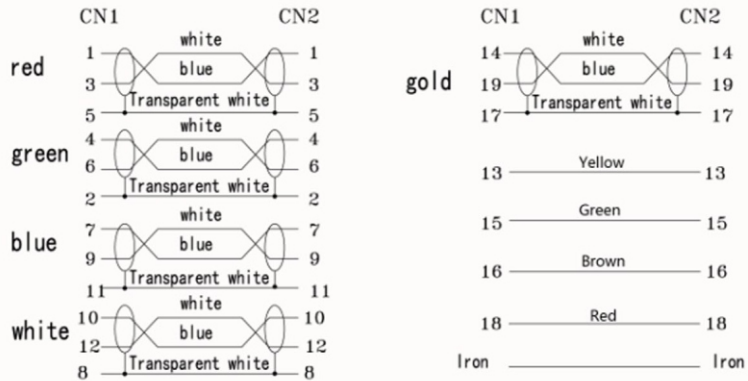 CN1 CN2
white
1 1
red blue
3 3
Transparent white
5 5
white
4 4
green blue
6 6
Transparent white
2 2
white
7 7
blue blue
9 9
Transparent white
11 11
white
10 10
white blue
12 12
Transparent white
8 8
CN1 CN2
white
14 14
gold blue
19 19
Transparent white
17 17
Yellow
13 13
Green
15 15
Brown
16 16
Red
18 18
Iron Iron